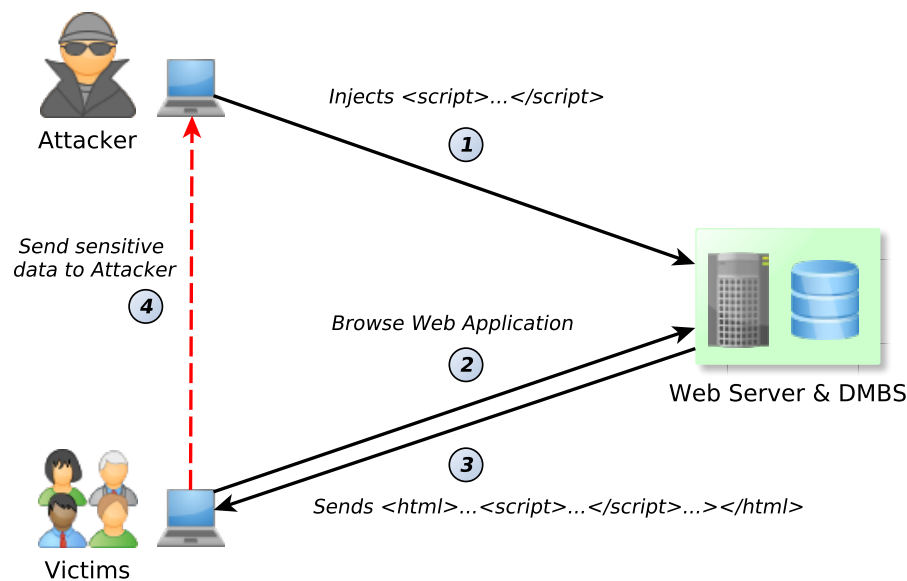 Attacker
Injects <script>...</script>
1
Send sensitive
data to Attacker
4
Browse Web Application
2
Web Server & DMBS
3
Sends <html>...<script>...</script>...></html>
Victims